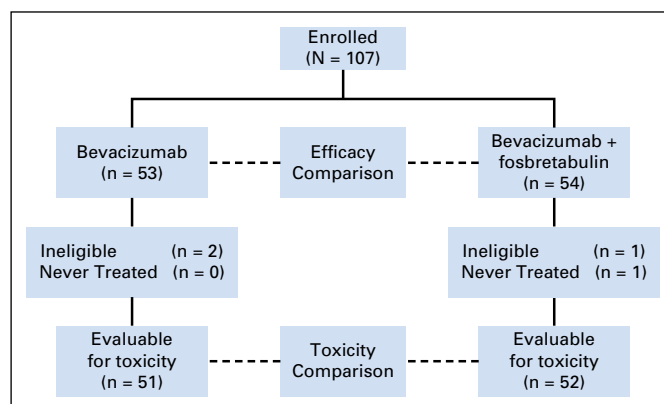 Enrolled
(N = 107)
Bevacizumab
(n = 53)
Efficacy
Comparison
Bevacizumab +
fosbretabulin
(n = 54)
Ineligible (n = 2)
Never Treated (n = 0)
Ineligible (n = 1)
Never Treated (n = 1)
Evaluable
for toxicity
(n = 51)
Toxicity
Comparison
Evaluable
for toxicity
(n = 52)